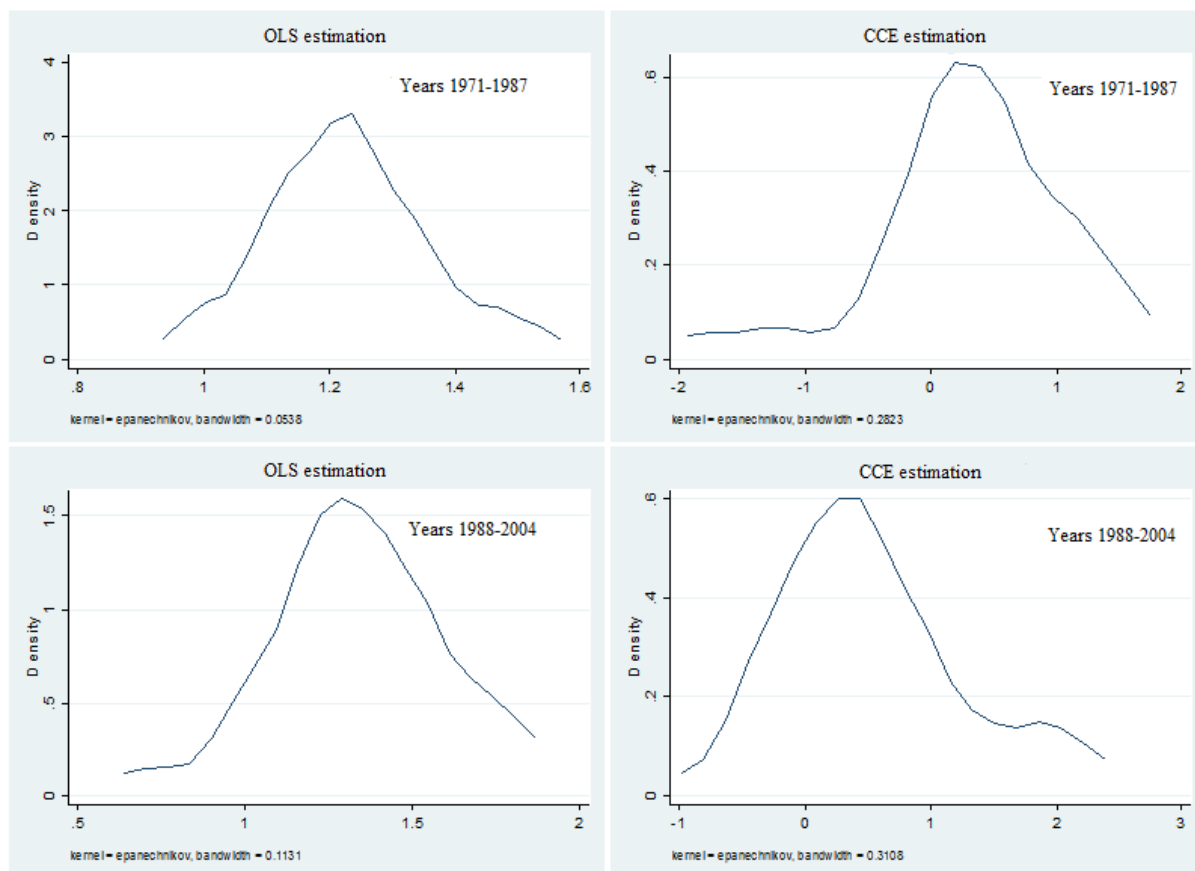 OLS estimation
Years 1971-1987
Density
4
3
2
1
0
.8 1 1.2 1.4 1.6
kernel = epanechnikov, bandwidth = 0.0538
CCE estimation
Years 1971-1987
Density
.6
.4
.2
0
-2 -1 0 1 2
kernel = epanechnikov, bandwidth = 0.2823
OLS estimation
Years 1988-2004
Density
1.5
1
.5
0
.5 1 1.5 2
kernel = epanechnikov, bandwidth = 0.1131
CCE estimation
Years 1988-2004
Density
.6
.4
.2
0
-1 0 1 2 3
kernel = epanechnikov, bandwidth = 0.3108